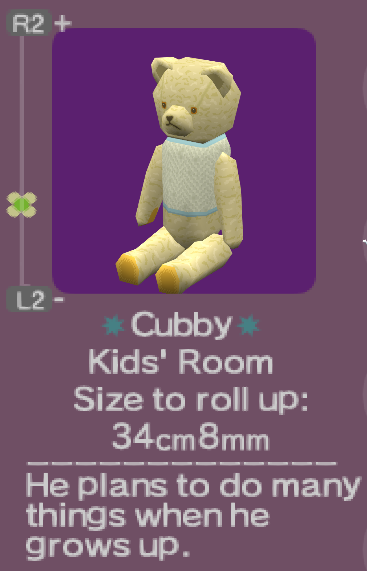 R2 +
L2 -
Cubby
Kids' Room
Size to roll up:
34cm8mm
He plans to do many
things when he
grows up.